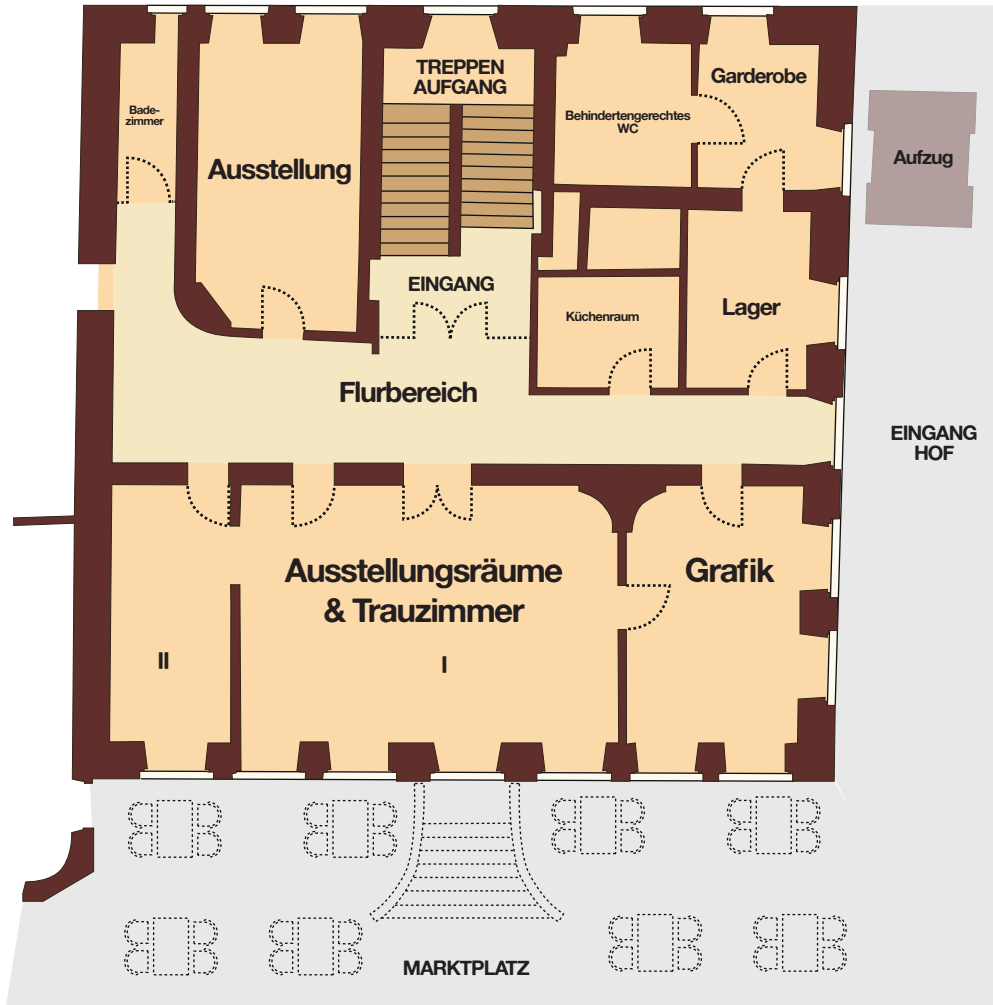 TREPPEN
AUFGANG
Garderobe
Bade-
zimmer
Behindertengerechtes
WC
Aufzug
Ausstellung
EINGANG
Lager
Küchenraum
Flurbereich
EINGANG
HOF
Ausstellungsräume
& Trauzimmer
Grafik
II
I
MARKTPLATZ